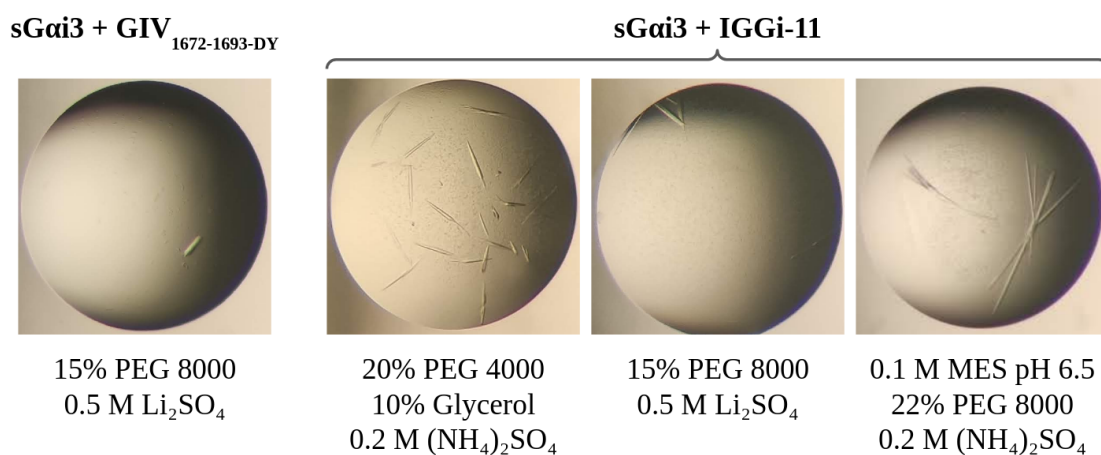 sGαi3 + GIV1672-1693-DY
sGαi3 + IGGi-11
15% PEG 8000
0.5 M Li₂SO₄
20% PEG 4000
10% Glycerol
0.2 M (NH₄)₂SO₄
15% PEG 8000
0.5 M Li₂SO₄
0.1 M MES pH 6.5
22% PEG 8000
0.2 M (NH₄)₂SO₄